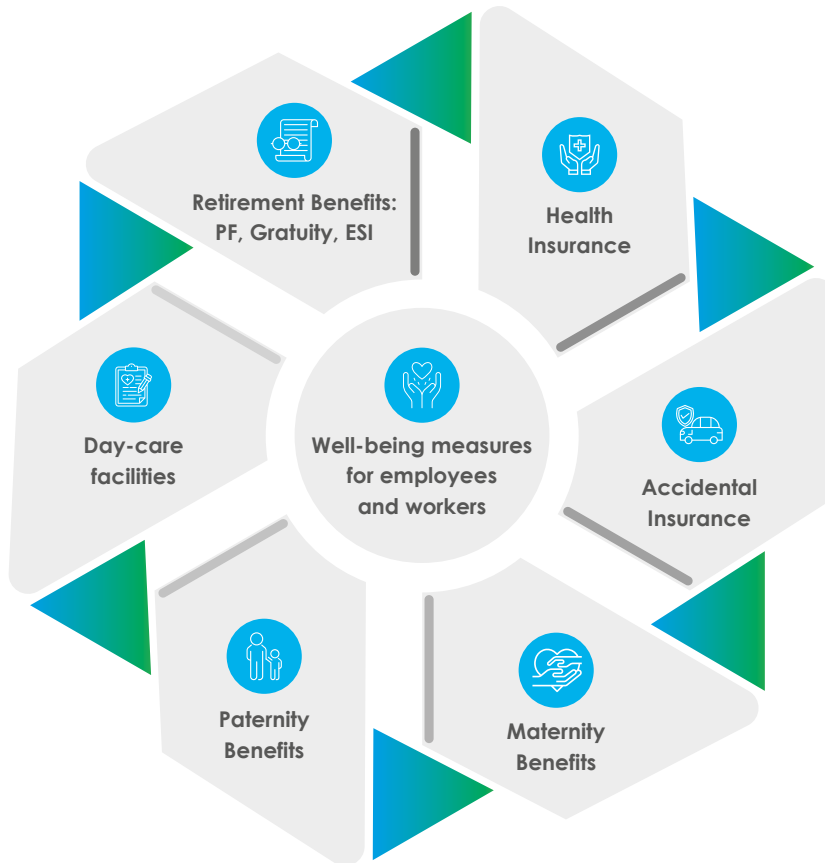 Retirement Benefits:
PF, Gratuity, ESI
Health
Insurance
Day-care
facilities
Well-being measures
for employees
and workers
Accidental
Insurance
Paternity
Benefits
Maternity
Benefits